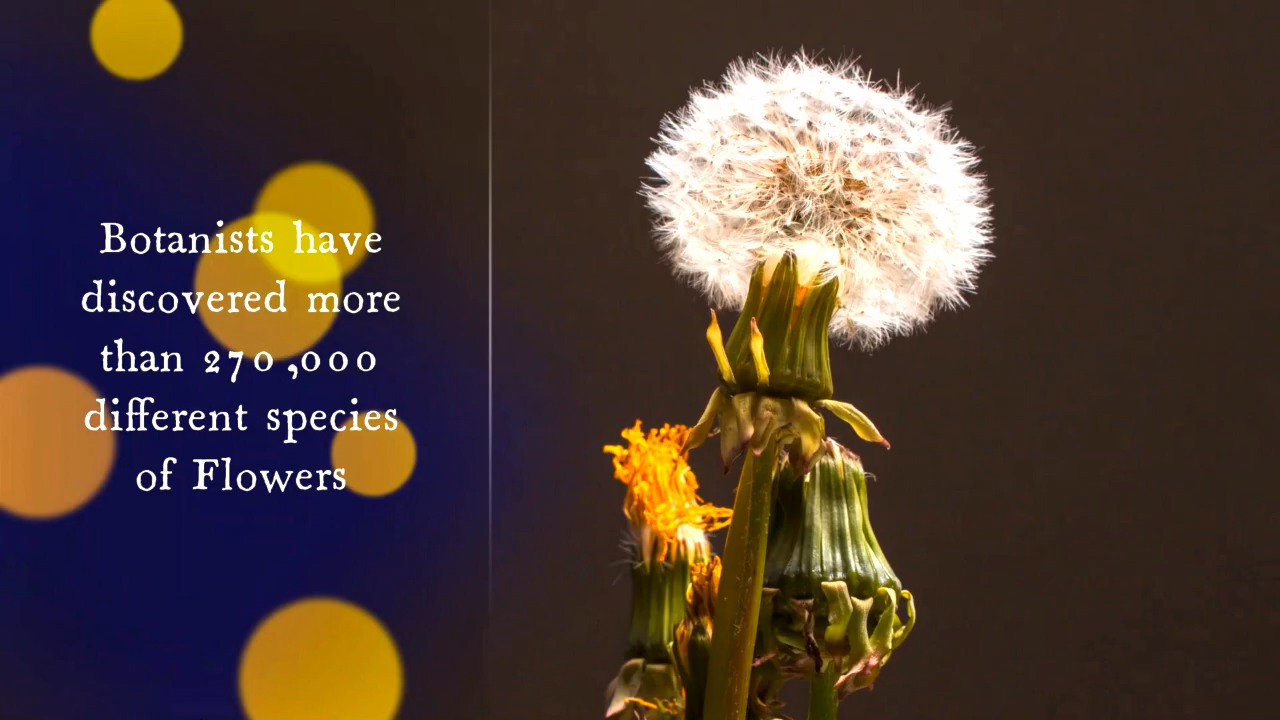 Botanists have
discovered more
than 270,000
different species
of Flowers